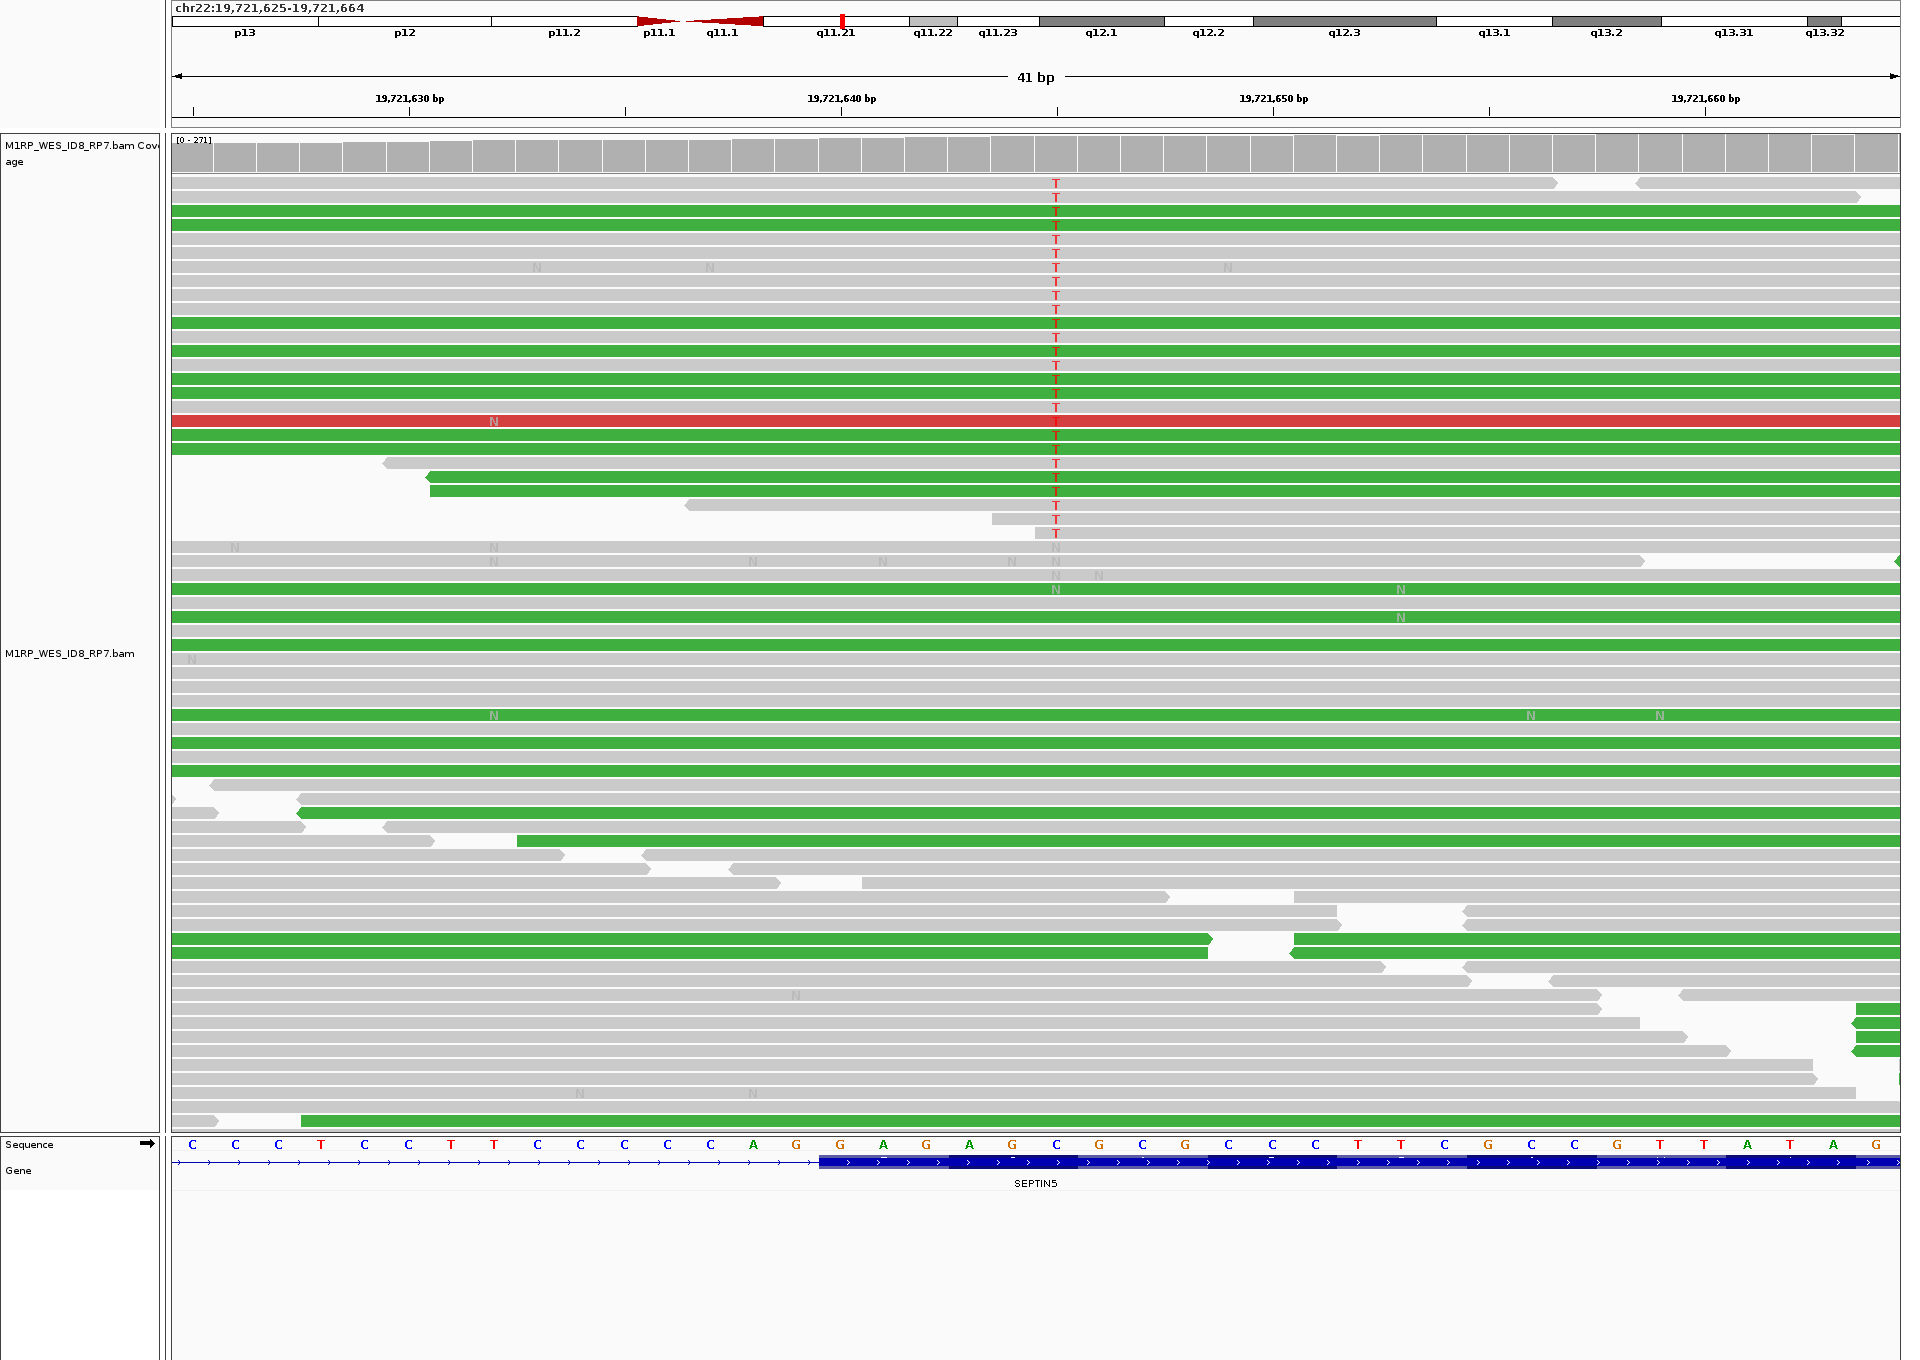 chr22:19,721,625-19,721,664
p13 p12 p11.2 p11.1 q11.1 q11.21 q11.22 q11.23 q12.1 q12.2 q12.3 q13.1 q13.2 q13.31 q13.32
41 bp
19,721,630 bp 19,721,640 bp 19,721,650 bp 19,721,660 bp
M1RP_WES_ID8_RP7.bam Cov
age
[0 - 271]
T
T
T
T
T
T
N N T N
T
T
T
T
T
T
T
T
T
T
N T
T
T
T
T
T
T
T
T
N N N
N N N N N
N N
N N
N
M1RP_WES_ID8_RP7.bam
N
N N N
N
N N
Sequence C C C T C C T T C C C C C A G G A G A G C G C G C C C T T C G C C G T T A T A G
Gene
SEPTIN5